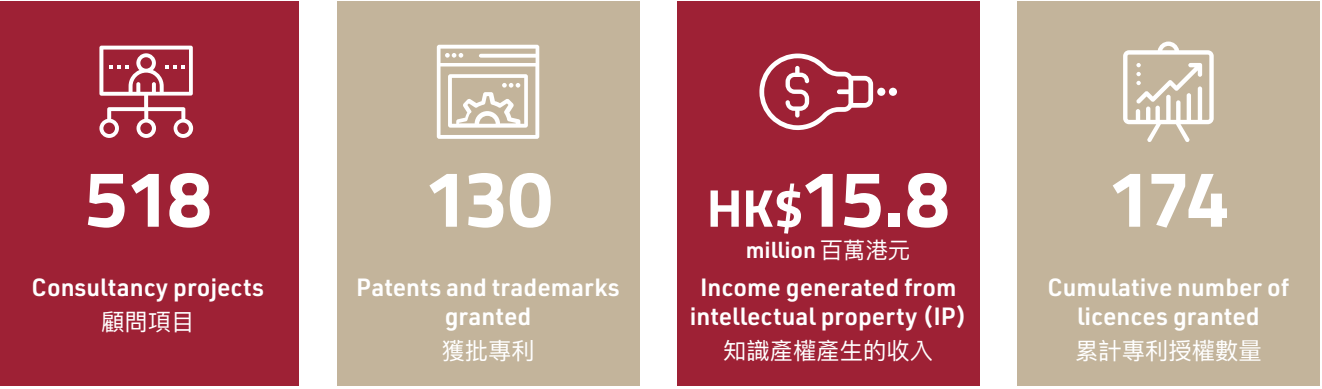 518
Consultancy projects
顧問項目
130
Patents and trademarks
granted
獲批專利
HK$15.8
million 百萬港元
Income generated from
intellectual property (IP)
知識產權產生的收入
174
Cumulative number of
licences granted
累計專利授權數量